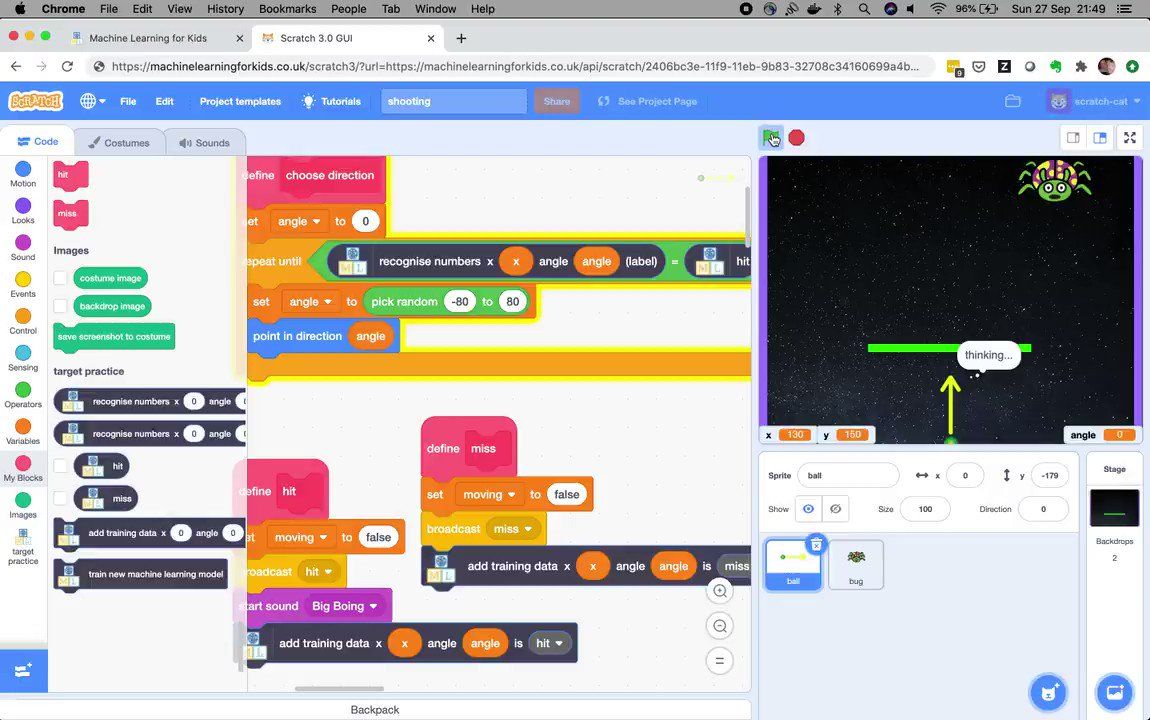 Chrome File Edit View History Bookmarks People Tab Window Help 96% Sun 27 Sep 21:49
Machine Learning for Kids Scratch 3.0 GUI
https://machinelearningforkids.co.uk/scratch3/?url=https://machinelearningforkids.co.uk/api/scratch/2406bc3e-11f9-11eb-9b83-32708c34160699a4b... 9 Z
SCRATCH File Edit Project templates Tutorials shooting Share See Project Page scratch-cat
Code Costumes Sounds
Motion
Looks
Sound
Events
Control
Sensing
Operators
Variables
My Blocks
Images
target
practice
hit
miss
Images
costume image
backdrop image
save screenshot to costume
target practice
recognise numbers x 0 angle
recognise numbers x 0 angle
hit
miss
add training data x 0 angle 0
train new machine learning model
define choose direction
set angle to 0
repeat until ML recognise numbers x x angle angle (label) = ML hit
set angle to pick random -80 to 80
point in direction angle
define miss
set moving to false
broadcast miss
ML add training data x x angle angle is miss
define hit
set moving to false
broadcast hit
start sound Big Boing
add training data x x angle angle is hit
Backpack
thinking...
x 130 y 150 angle 0
Sprite ball x 0 y -179
Show Size 100 Direction 0
ball bug
Stage
Backdrops
2